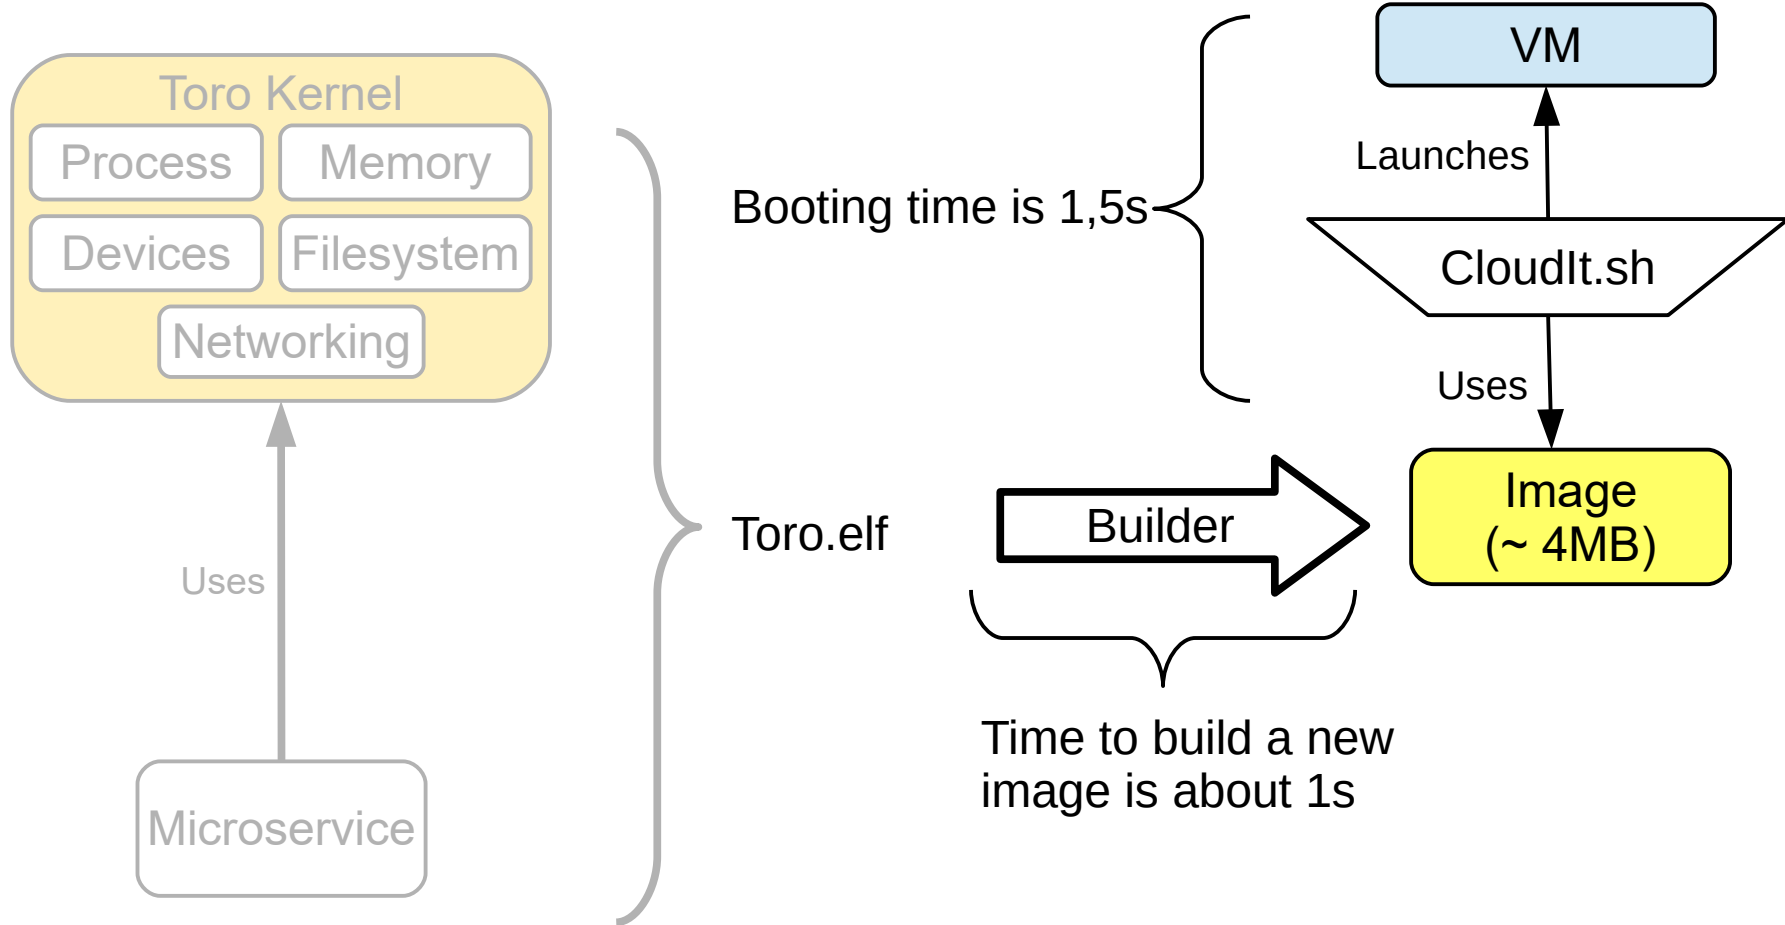 Toro Kernel
Process
Memory
Devices
Filesystem
Networking
Uses
Microservice
Toro.elf
Booting time is 1,5s
VM
Launches
CloudIt.sh
Uses
Builder
Image
(~ 4MB)
Time to build a new
image is about 1s